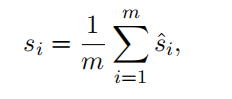 $s_i = \frac{1}{m} \sum_{i=1}^{m} \hat{s}_i,$